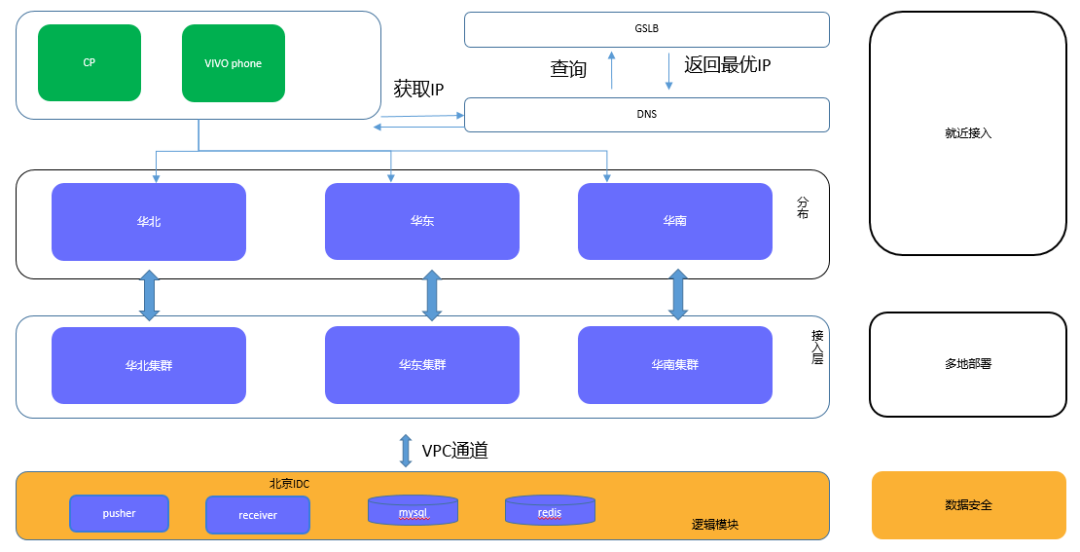 CP
VIVO phone
GSLB
查询
返回最优IP
获取IP
DNS
就近接入
华北
华东
华南
分布
华北集群
华东集群
华南集群
接入层
多地部署
VPC通道
北京IDC
pusher
receiver
mysql
redis
逻辑模块
数据安全